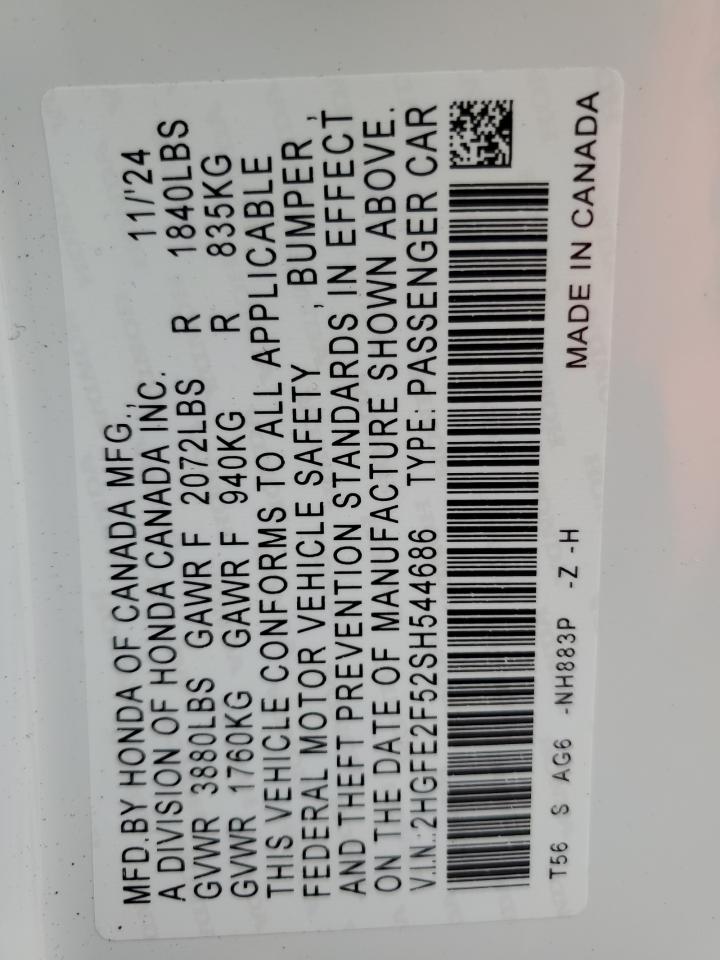 MFD.BY HONDA OF CANADA MFG., 11/'24
A DIVISION OF HONDA CANADA INC.
GVWR 3880LBS GAWR F 2072LBS R 1840LBS
GVWR 1760KG GAWR F 940KG R 835KG
THIS VEHICLE CONFORMS TO ALL APPLICABLE
FEDERAL MOTOR VEHICLE SAFETY , BUMPER ,
AND THEFT PREVENTION STANDARDS IN EFFECT
ON THE DATE OF MANUFACTURE SHOWN ABOVE.
V.I.N.:2HGFE2F52SH544686 TYPE: PASSENGER CAR
T56 S AG6 -NH883P -Z -H
MADE IN CANADA